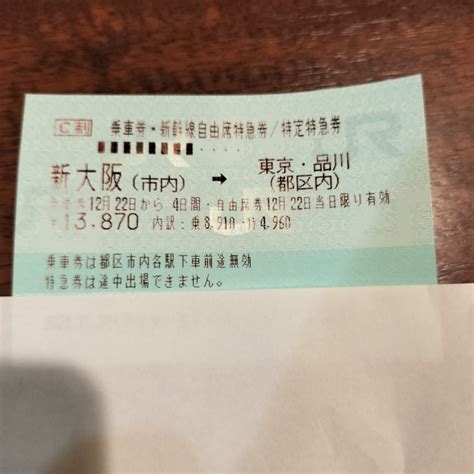 C制 乗車券・新幹線自由席特急券/特定特急券
新大阪(市内) → 東京・品川(都区内)
乗車券12月22日から 4日間・自由席券12月22日当日限り有効
¥13,870 内訳:乗8,910・特4,960
乗車券は都区市内各駅下車前途無効
特急券は途中出場できません。